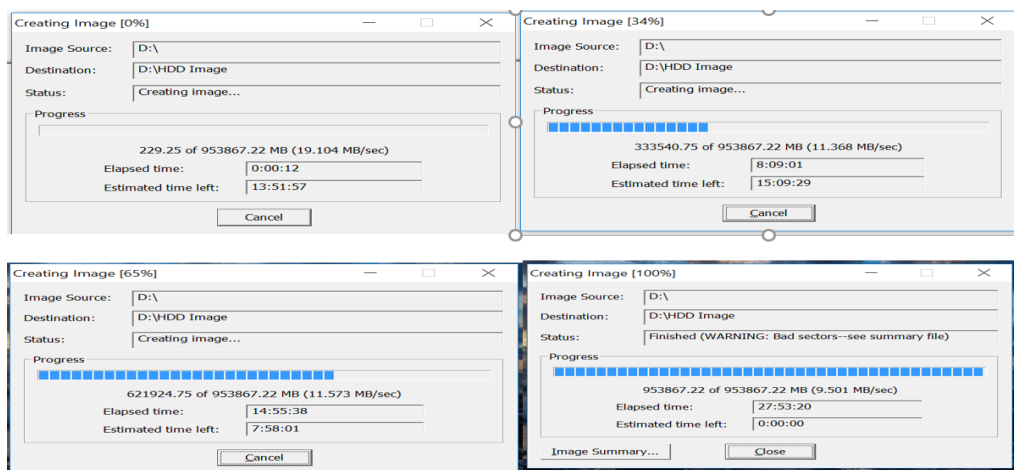 Creating Image [0%]
Image Source: D:\
Destination: D:\HDD Image
Status: Creating image...
Progress
229.25 of 953867.22 MB (19.104 MB/sec)
Elapsed time: 0:00:12
Estimated time left: 13:51:57
Cancel
Creating Image [34%]
Image Source: D:\
Destination: D:\HDD Image
Status: Creating image...
Progress
333540.75 of 953867.22 MB (11.368 MB/sec)
Elapsed time: 8:09:01
Estimated time left: 15:09:29
Cancel
Creating Image [65%]
Image Source: D:\
Destination: D:\HDD Image
Status: Creating image...
Progress
621924.75 of 953867.22 MB (11.573 MB/sec)
Elapsed time: 14:55:38
Estimated time left: 7:58:01
Cancel
Creating Image [100%]
Image Source: D:\
Destination: D:\HDD Image
Status: Finished (WARNING: Bad sectors--see summary file)
Progress
953867.22 of 953867.22 MB (9.501 MB/sec)
Elapsed time: 27:53:20
Estimated time left: 0:00:00
Image Summary... Close